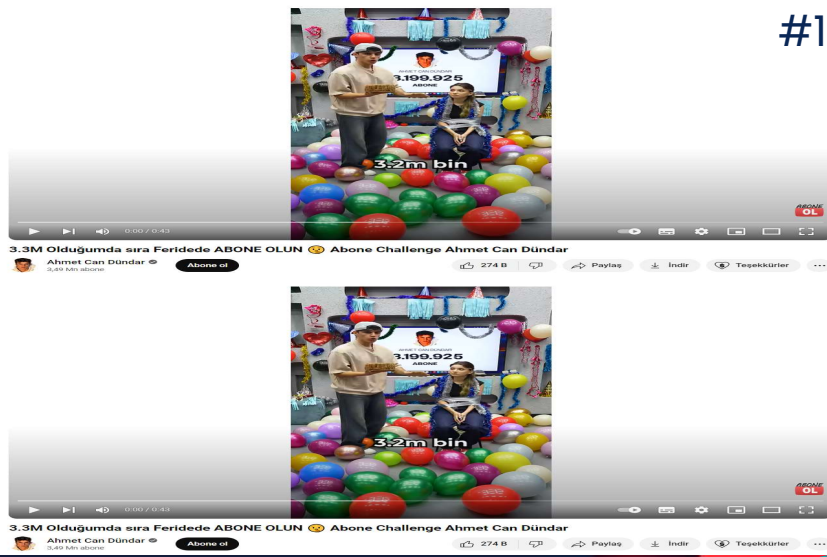 #1
AHMET CAN DÜNDAR
3.199.925
ABONE
3.2m bin
ABONE
OL
0:00 / 0:43
3.3M Olduğumda sıra Feridede ABONE OLUN 😢 Abone Challenge Ahmet Can Dündar
Ahmet Can Dündar
3,49 Mn abone
Abone ol
274 B
Paylaş
İndir
Teşekkürler
AHMET CAN DÜNDAR
3.199.925
ABONE
3.2m bin
ABONE
OL
0:00 / 0:43
3.3M Olduğumda sıra Feridede ABONE OLUN 😢 Abone Challenge Ahmet Can Dündar
Ahmet Can Dündar
3,49 Mn abone
Abone ol
274 B
Paylaş
İndir
Teşekkürler